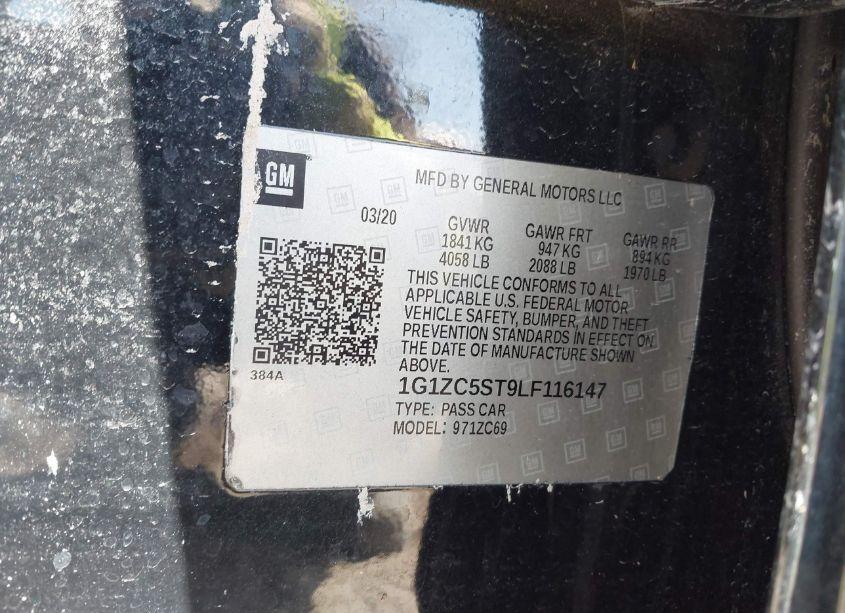 GM
MFD BY GENERAL MOTORS LLC
03/20
GVWR
1841 KG
4058 LB
GAWR FRT
947 KG
2088 LB
GAWR RR
894 KG
1970 LB
THIS VEHICLE CONFORMS TO ALL
APPLICABLE U.S. FEDERAL MOTOR
VEHICLE SAFETY, BUMPER, AND THEFT
PREVENTION STANDARDS IN EFFECT ON
THE DATE OF MANUFACTURE SHOWN
ABOVE.
384A
1G1ZC5ST9LF116147
TYPE: PASS CAR
MODEL: 971ZC69